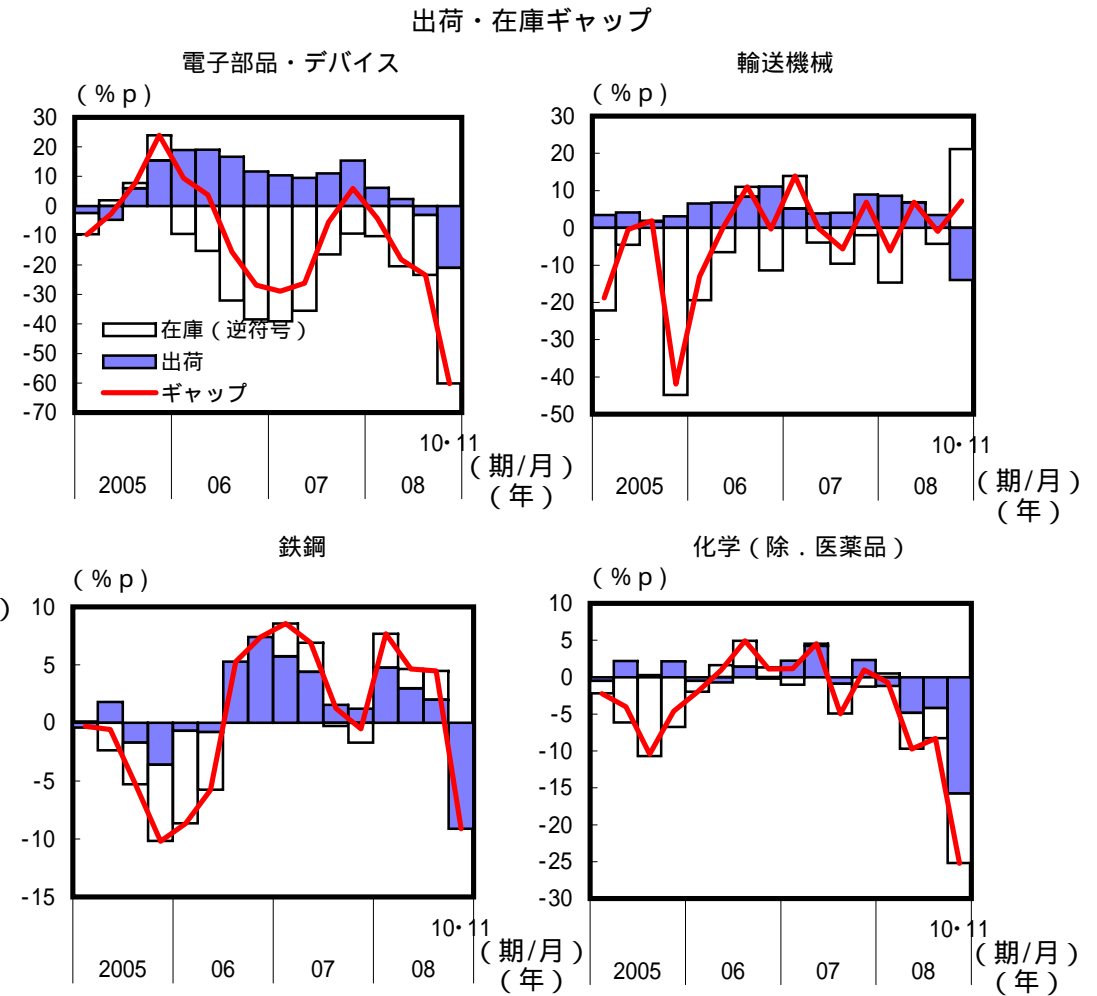 出荷・在庫ギャップ
電子部品・デバイス
(%p)
30
20
10
0
-10
-20
-30
-40
-50
-60
-70
在庫(逆符号)
出荷
ギャップ
10・11
(期/月)
2005 06 07 08
(年)
輸送機械
(%p)
30
20
10
0
-10
-20
-30
-40
-50
10・11
(期/月)
2005 06 07 08
(年)
鉄鋼
(%p)
)
10
5
0
-5
-10
-15
10・11
(期/月)
2005 06 07 08
(年)
化学(除.医薬品)
(%p)
10
5
0
-5
-10
-15
-20
-25
-30
10・11
(期/月)
2005 06 07 08
(年)